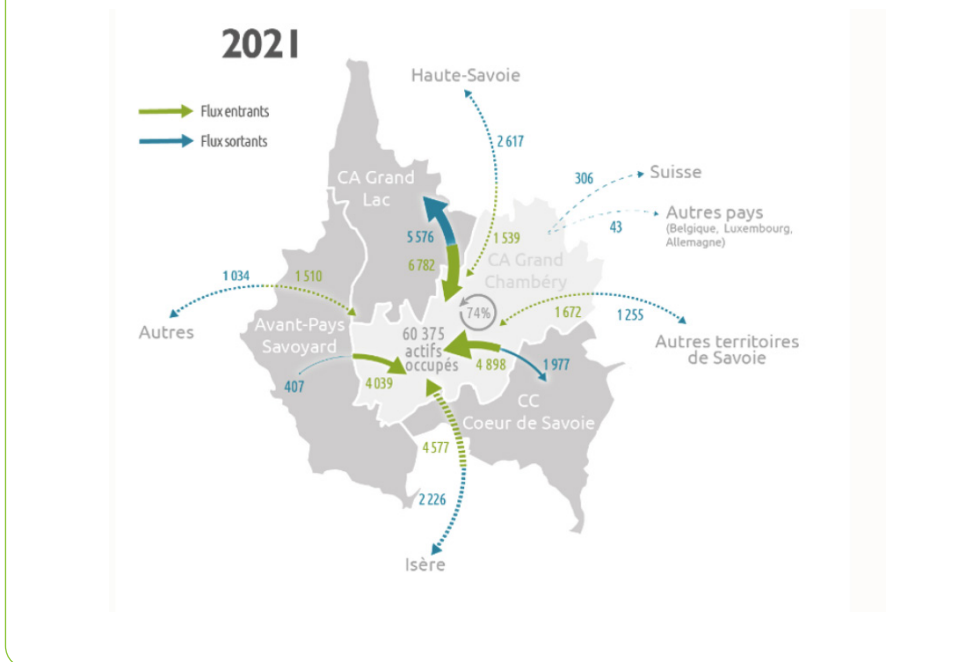 2021
Haute-Savoie
Flux entrants
Flux sortants
2 617
CA Grand
Lac
306
Suisse
Autres pays
(Belgique, Luxembourg,
Allemagne)
43
5 576
1 539
6 782
CA Grand
Chambéry
1 034
1 510
74%
1 672
1 255
Autres
Avant-Pays
Savoyard
60 375
actifs
occupés
Autres territoires
de Savoie
407
4 039
4 898
1 977
CC
Coeur de Savoie
4 577
2 226
Isère